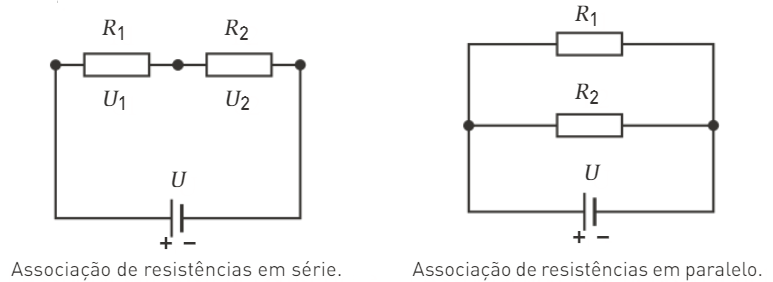 R1 R2
U1 U2
U
+ −
Associação de resistências em série.
R1
R2
U
+ −
Associação de resistências em paralelo.